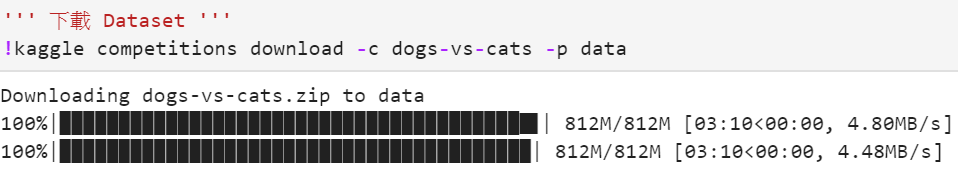 ''' 下載 Dataset '''
!kaggle competitions download -c dogs-vs-cats -p data
Downloading dogs-vs-cats.zip to data
100%|████████████████████████████████████████▉| 812M/812M [03:10<00:00, 4.80MB/s]
100%|████████████████████████████████████████| 812M/812M [03:10<00:00, 4.48MB/s]